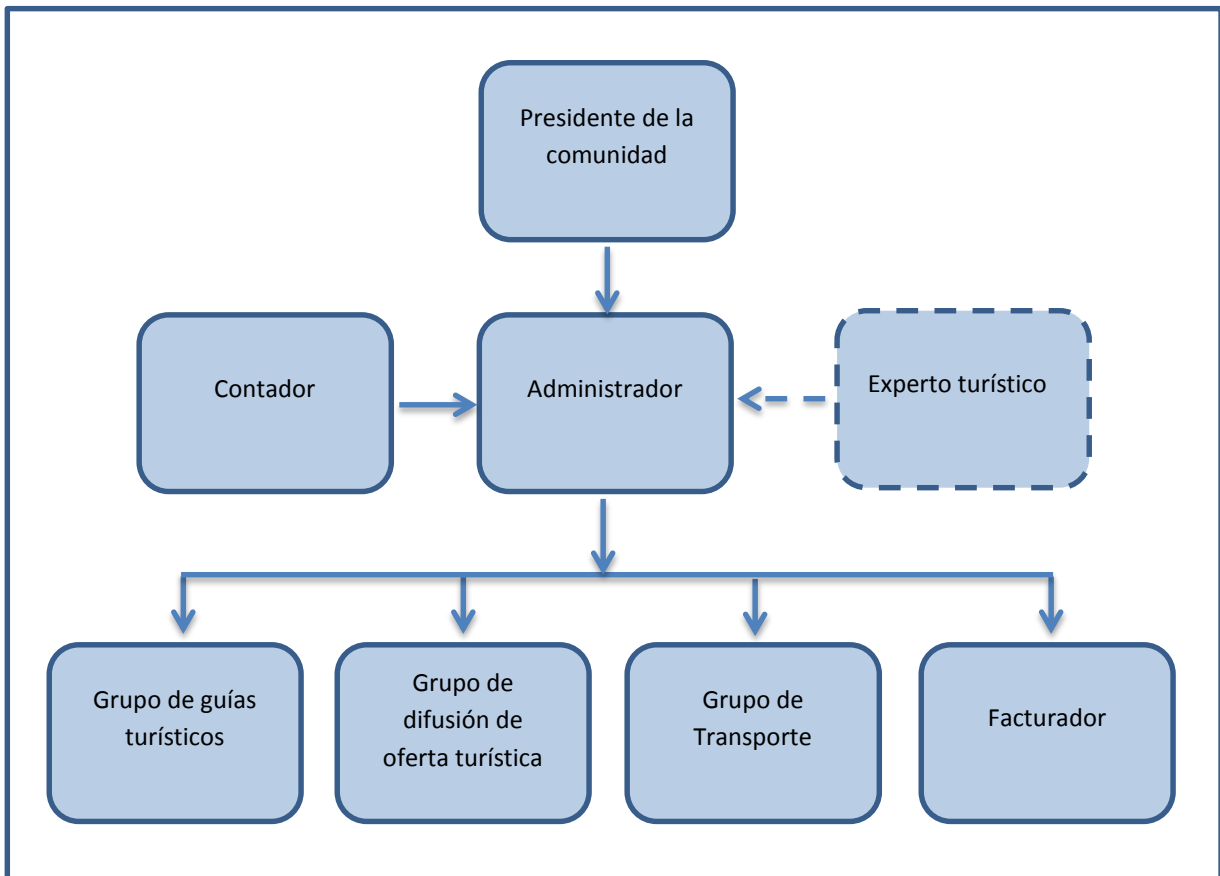 Presidente de la
comunidad
Contador
Administrador
Experto turístico
Grupo de guías
turísticos
Grupo de
difusión de
oferta turística
Grupo de
Transporte
Facturador